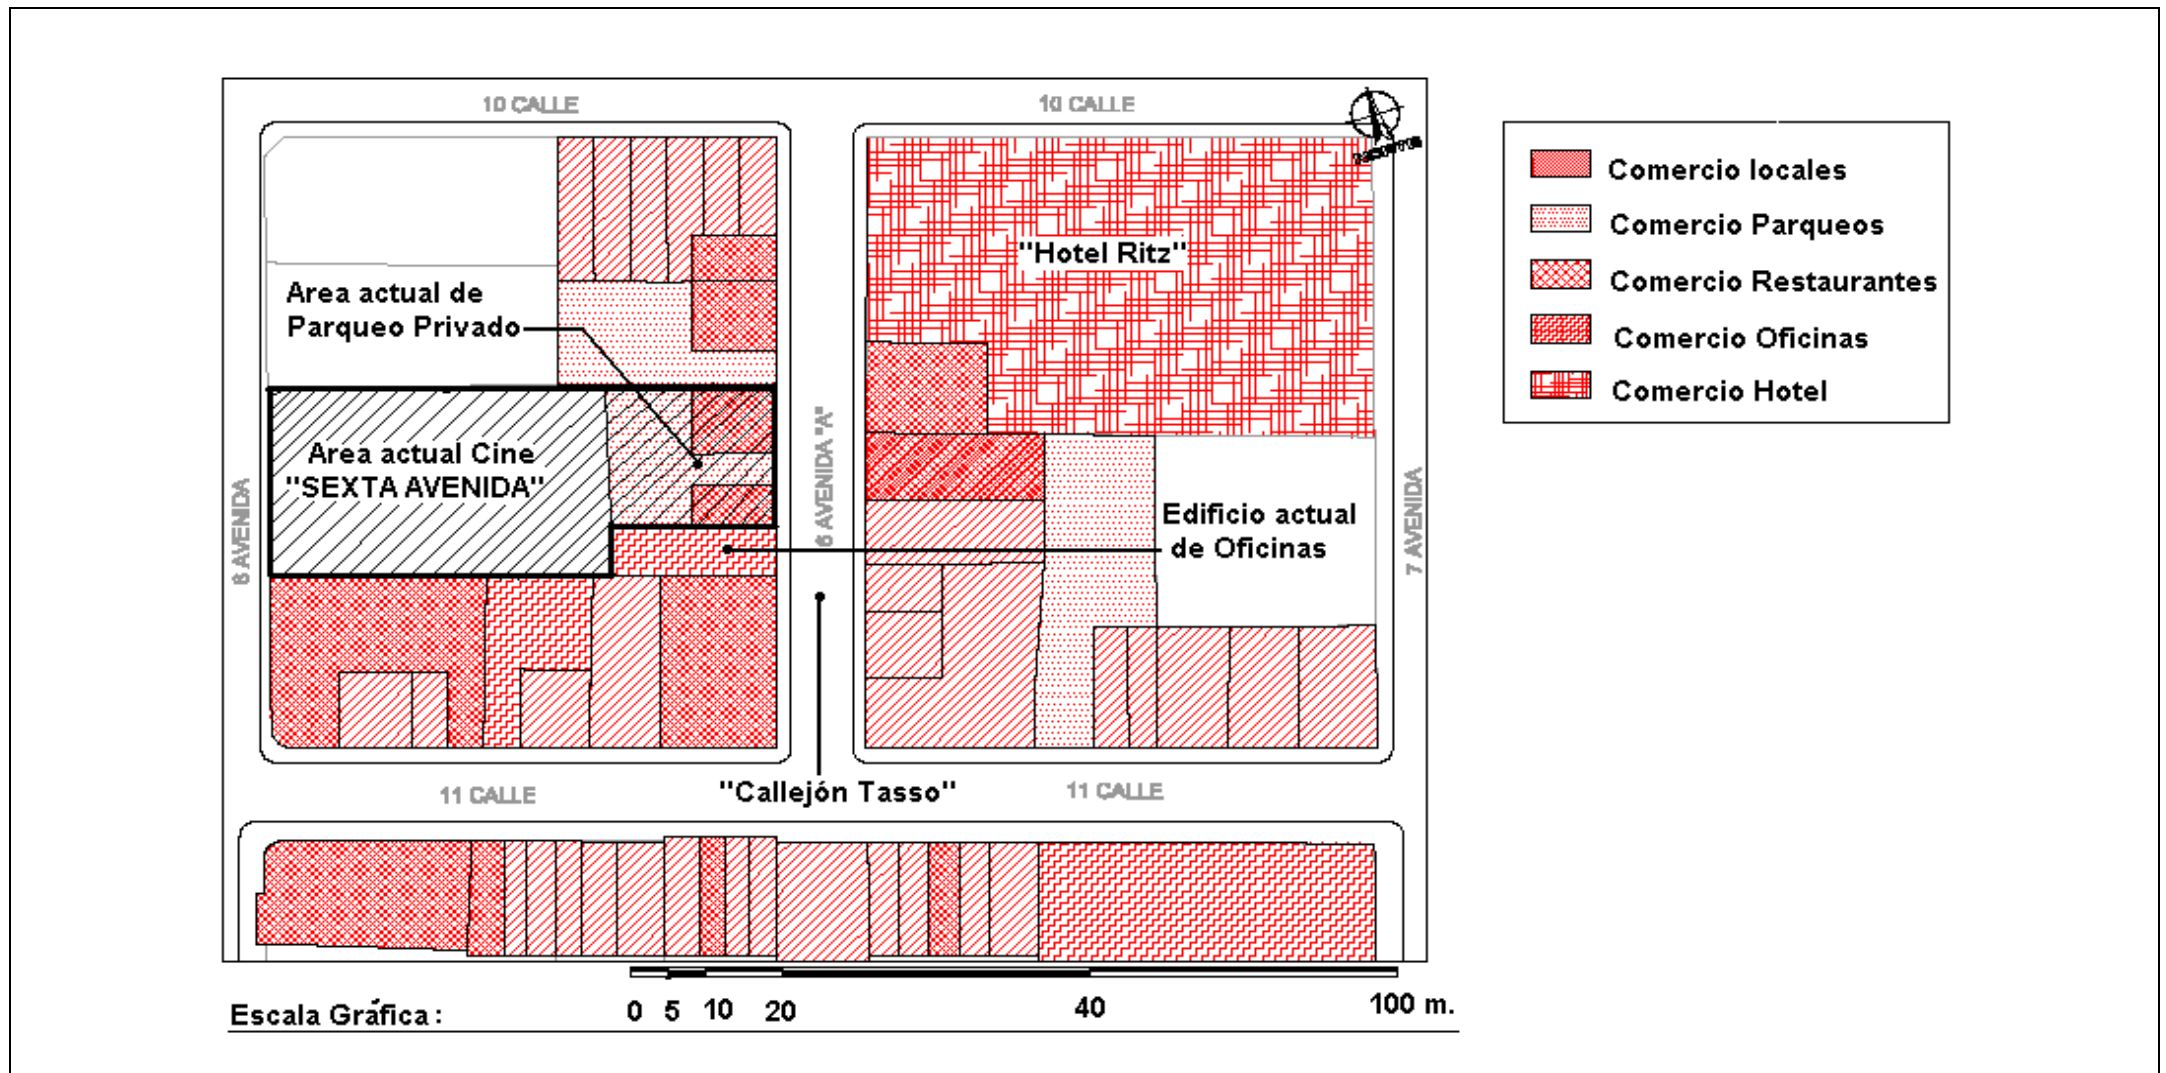 10 CALLE
10 CALLE
NORTE
Comercio locales
Comercio Parqueos
Comercio Restaurantes
Comercio Oficinas
Comercio Hotel
"Hotel Ritz"
Area actual de
Parqueo Privado
Area actual Cine
"SEXTA AVENIDA"
6 AVENIDA
6 AVENIDA "A"
7 AVENIDA
Edificio actual
de Oficinas
"Callejón Tasso"
11 CALLE
11 CALLE
Escala Gráfica :
0 5 10 20 40 100 m.